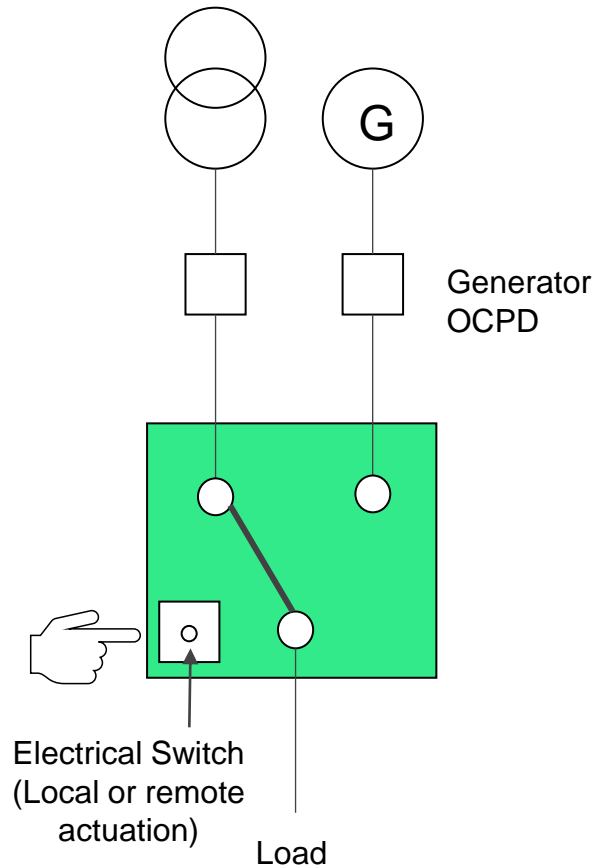 G
Generator
OCPD
Electrical Switch
(Local or remote
actuation)
Load